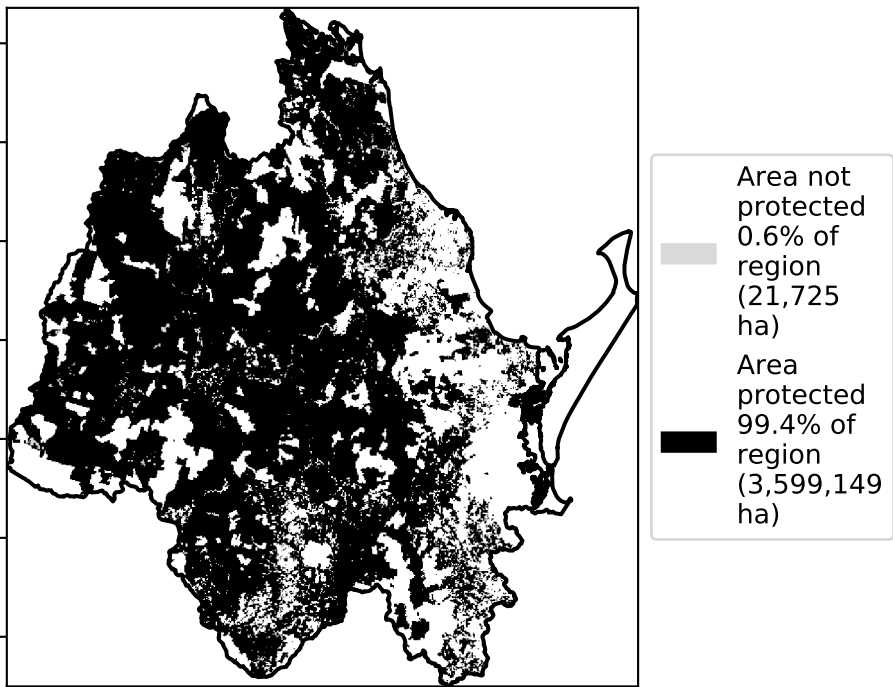 Area not
protected
0.6% of
region
(21,725
ha)
Area
protected
99.4% of
region
(3,599,149
ha)